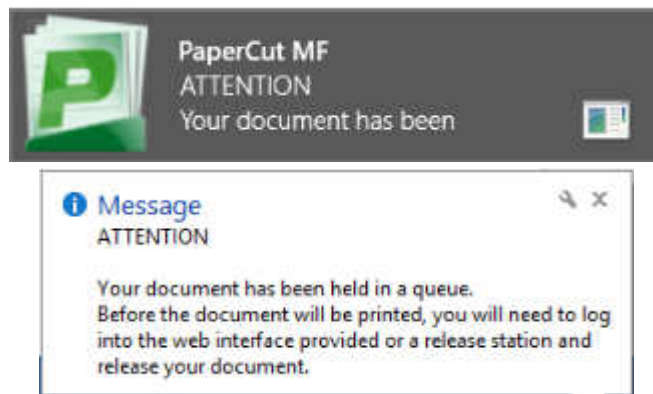 P
PaperCut MF
ATTENTION
Your document has been
Message
ATTENTION
Your document has been held in a queue.
Before the document will be printed, you will need to log
into the web interface provided or a release station and
release your document.